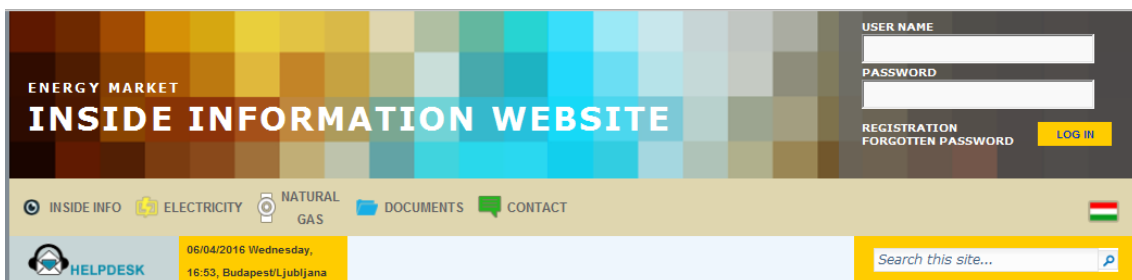 USER NAME
PASSWORD
ENERGY MARKET
INSIDE INFORMATION WEBSITE
REGISTRATION
FORGOTTEN PASSWORD
LOG IN
INSIDE INFO
ELECTRICITY
NATURAL
GAS
DOCUMENTS
CONTACT
HELPDESK
06/04/2016 Wednesday,
16:53, Budapest/Ljubljana
Search this site...